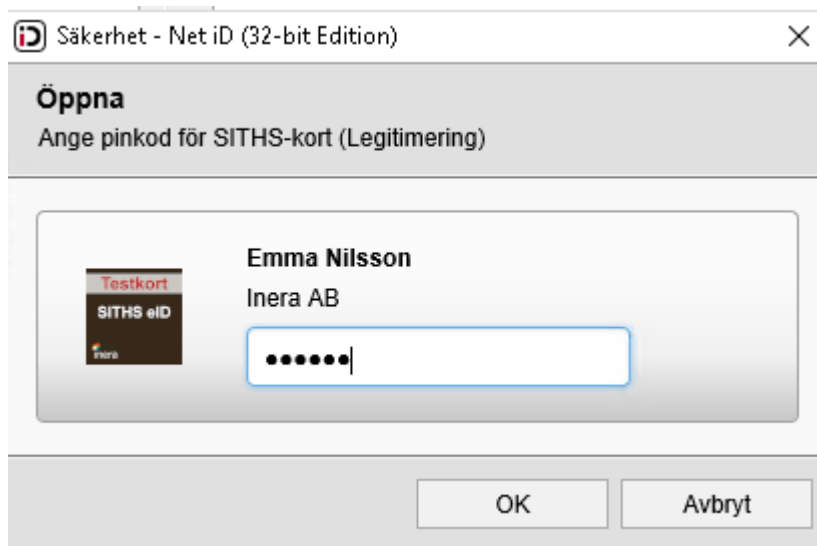 Säkerhet - Net iD (32-bit Edition)
Öppna
Ange pinkod för SITHS-kort (Legitimering)
Emma Nilsson
Testkort
Inera AB
SITHS eID
inera
••••••
OK Avbryt